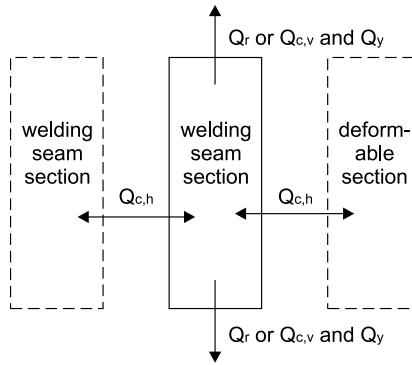 Qr or Qc,v and Qy
welding
seam
section
welding
seam
section
deform-
able
section
Qc,h
Qc,h
Qr or Qc,v and Qy